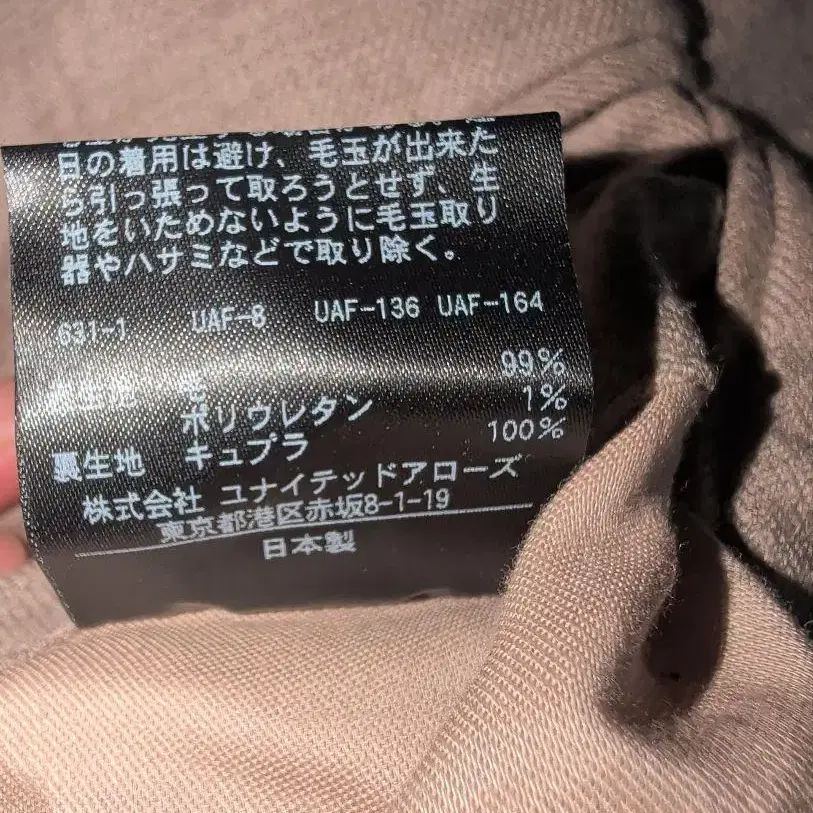 日の着用は避け、毛玉が出来た
ら引っ張って取ろうとせず、生
地をいためないように毛玉取り
器やハサミなどで取り除く。
631-1 UAF-8 UAF-136 UAF-164
表生地 毛 99%
ポリウレタン 1%
裏生地 キュプラ 100%
株式会社 ユナイテッドアローズ
東京都港区赤坂8-1-19
日本製